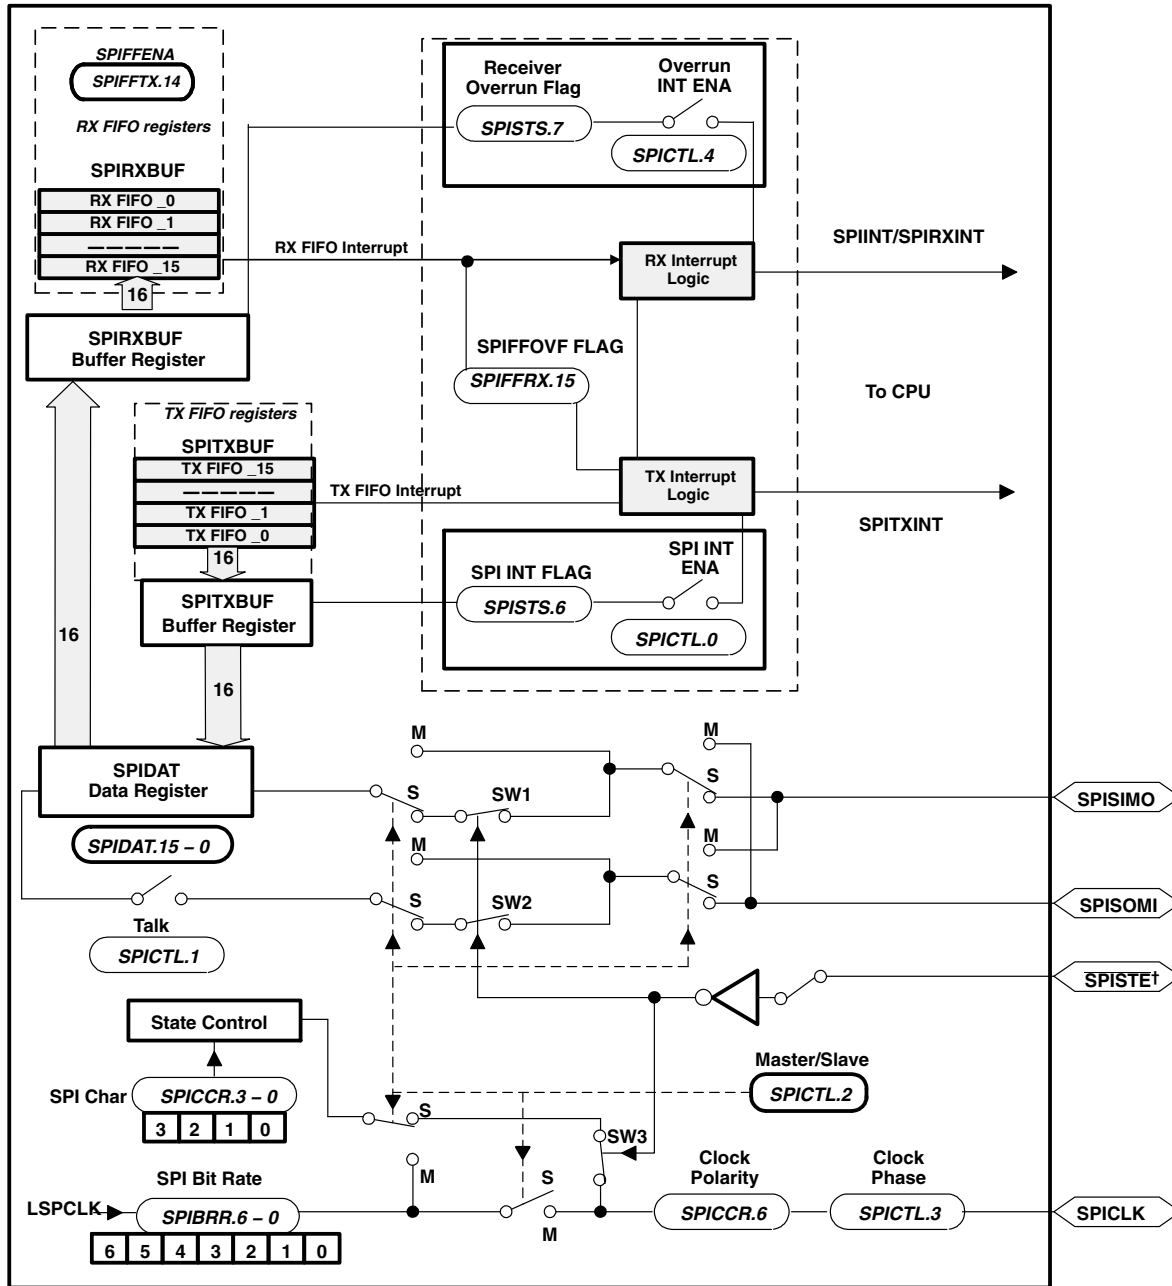 SPIFFENA
SPIFFTX.14
RX FIFO registers
SPIRXBUF
RX FIFO _0
RX FIFO _1
—————
RX FIFO _15
16
SPIRXBUF
Buffer Register
Receiver
Overrun Flag
SPISTS.7
Overrun
INT ENA
SPICTL.4
RX FIFO Interrupt
RX Interrupt
Logic
SPIINT/SPIRXINT
SPIFFOVF FLAG
SPIFFRX.15
To CPU
TX FIFO registers
SPITXBUF
TX FIFO _15
—————
TX FIFO _1
TX FIFO _0
16
TX FIFO Interrupt
TX Interrupt
Logic
SPITXINT
SPITXBUF
Buffer Register
SPI INT FLAG
SPISTS.6
SPI INT
ENA
SPICTL.0
16
16
SPIDAT
Data Register
SPIDAT.15 – 0
M
S
SW1
M
S
SPISIMO
M
S
SW2
M
S
SPISOMI
Talk
SPICTL.1
SPISTE†
State Control
Master/Slave
SPICTL.2
SPI Char
SPICCR.3 – 0
3 2 1 0
S
M
SW3
SPI Bit Rate
LSPCLK
SPIBRR.6 – 0
6 5 4 3 2 1 0
S
M
Clock
Polarity
SPICCR.6
Clock
Phase
SPICTL.3
SPICLK